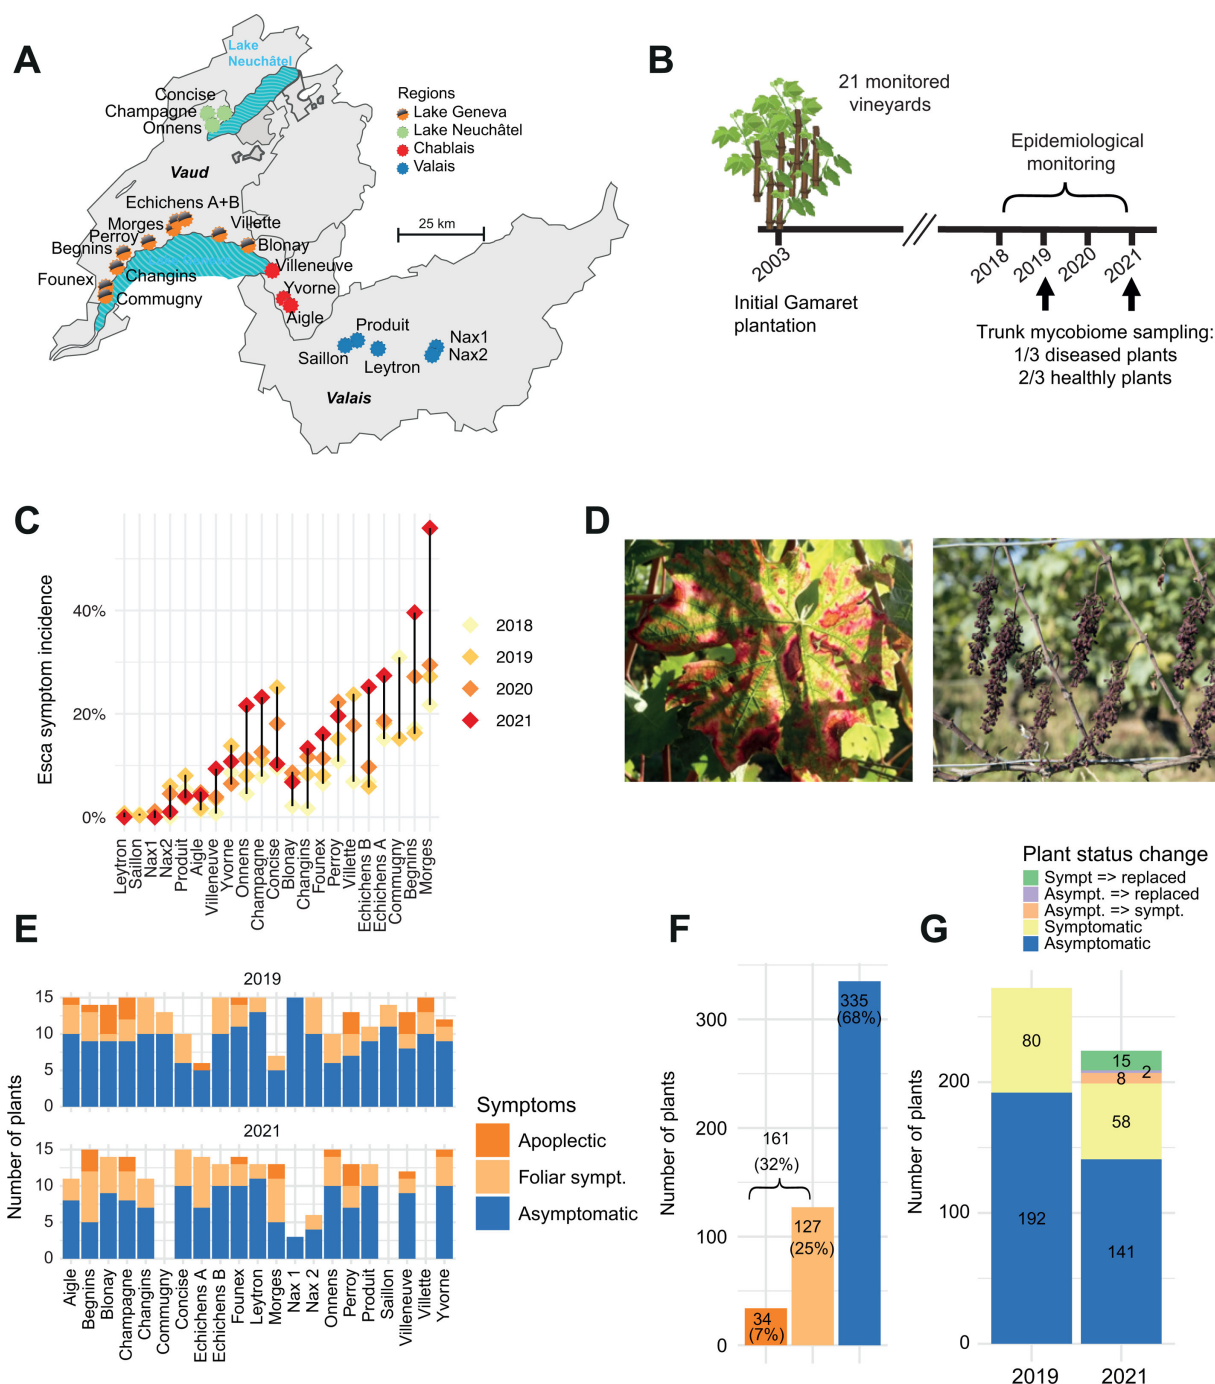 A
Lake
Neuchâtel
Concise
Champagne
Onnens
Vaud
Echichens A+B
Morges
Villette
Perroy
Begnins
Blonay
Changins
Villeneuve
Founex
Commugny
Yvorne
Aigle
Produit
Nax1
Saillon
Nax2
Leytron
Valais
Regions
Lake Geneva
Lake Neuchâtel
Chablais
Valais
25 km
B
21 monitored
vineyards
Epidemiological
monitoring
2003
2018
2019
2020
2021
Initial Gamaret
plantation
Trunk mycobiome sampling:
1/3 diseased plants
2/3 healthly plants
C
Esca symptom incidence
40%
20%
0%
2018
2019
2020
2021
Leytron
Saillon
Nax1
Nax2
Produit
Aigle
Villeneuve
Yvorne
Onnens
Champagne
Concise
Blonay
Changins
Founex
Perroy
Villette
Echichens B
Echichens A
Commugny
Begnins
Morges
D
E
Number of plants
2019
15
10
5
0
2021
15
10
5
0
Aigle
Begnins
Blonay
Champagne
Changins
Commugny
Concise
Echichens A
Echichens B
Founex
Leytron
Morges
Nax 1
Nax 2
Onnens
Perroy
Produit
Saillon
Villeneuve
Villette
Yvorne
Symptoms
Apoplectic
Foliar sympt.
Asymptomatic
F
Number of plants
300
200
100
0
161
(32%)
34
(7%)
127
(25%)
335
(68%)
Plant status change
Sympt => replaced
Asympt. => replaced
Asympt. => sympt.
Symptomatic
Asymptomatic
G
Number of plants
200
100
0
80
192
15
2
8
58
141
2019
2021